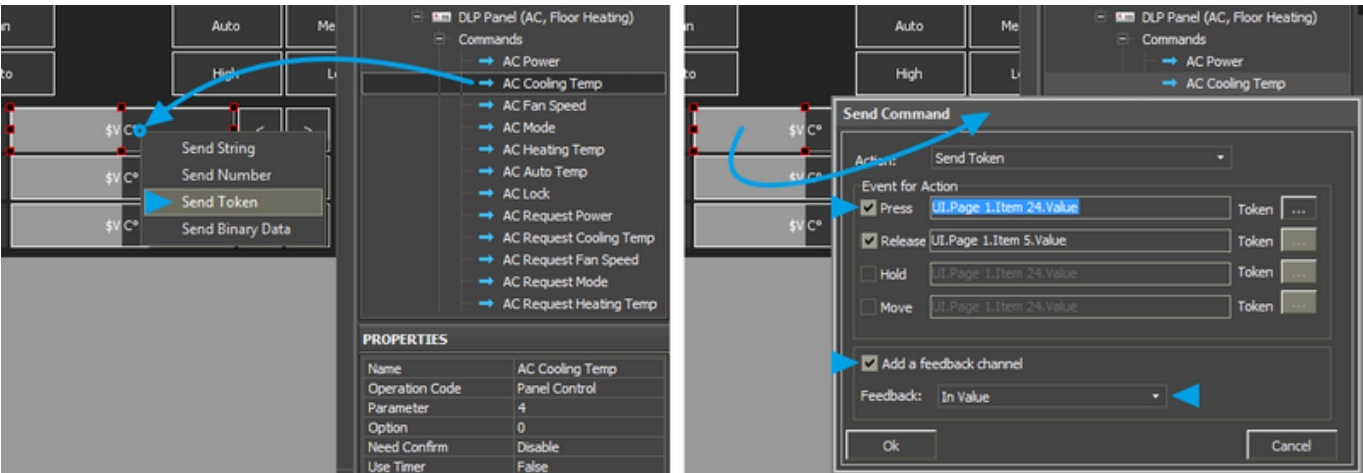 Auto
High
$V C°
Send String
Send Number
Send Token
Send Binary Data
$V C°
$V C°
< >
DLP Panel (AC, Floor Heating)
Commands
AC Power
AC Cooling Temp
AC Fan Speed
AC Mode
AC Heating Temp
AC Auto Temp
AC Lock
AC Request Power
AC Request Cooling Temp
AC Request Fan Speed
AC Request Mode
AC Request Heating Temp
PROPERTIES
Name AC Cooling Temp
Operation Code Panel Control
Parameter 4
Option 0
Need Confirm Disable
Use Timer False
Auto
High
$V C°
$V C°
$V C°
DLP Panel (AC, Floor Heating)
Commands
AC Power
AC Cooling Temp
Send Command
Action: Send Token
Event for Action
Press UI.Page 1.Item 24.Value Token ...
Release UI.Page 1.Item 5.Value Token ...
Hold UI.Page 1.Item 24.Value Token ...
Move UI.Page 1.Item 24.Value Token ...
Add a feedback channel
Feedback: In Value
Ok Cancel